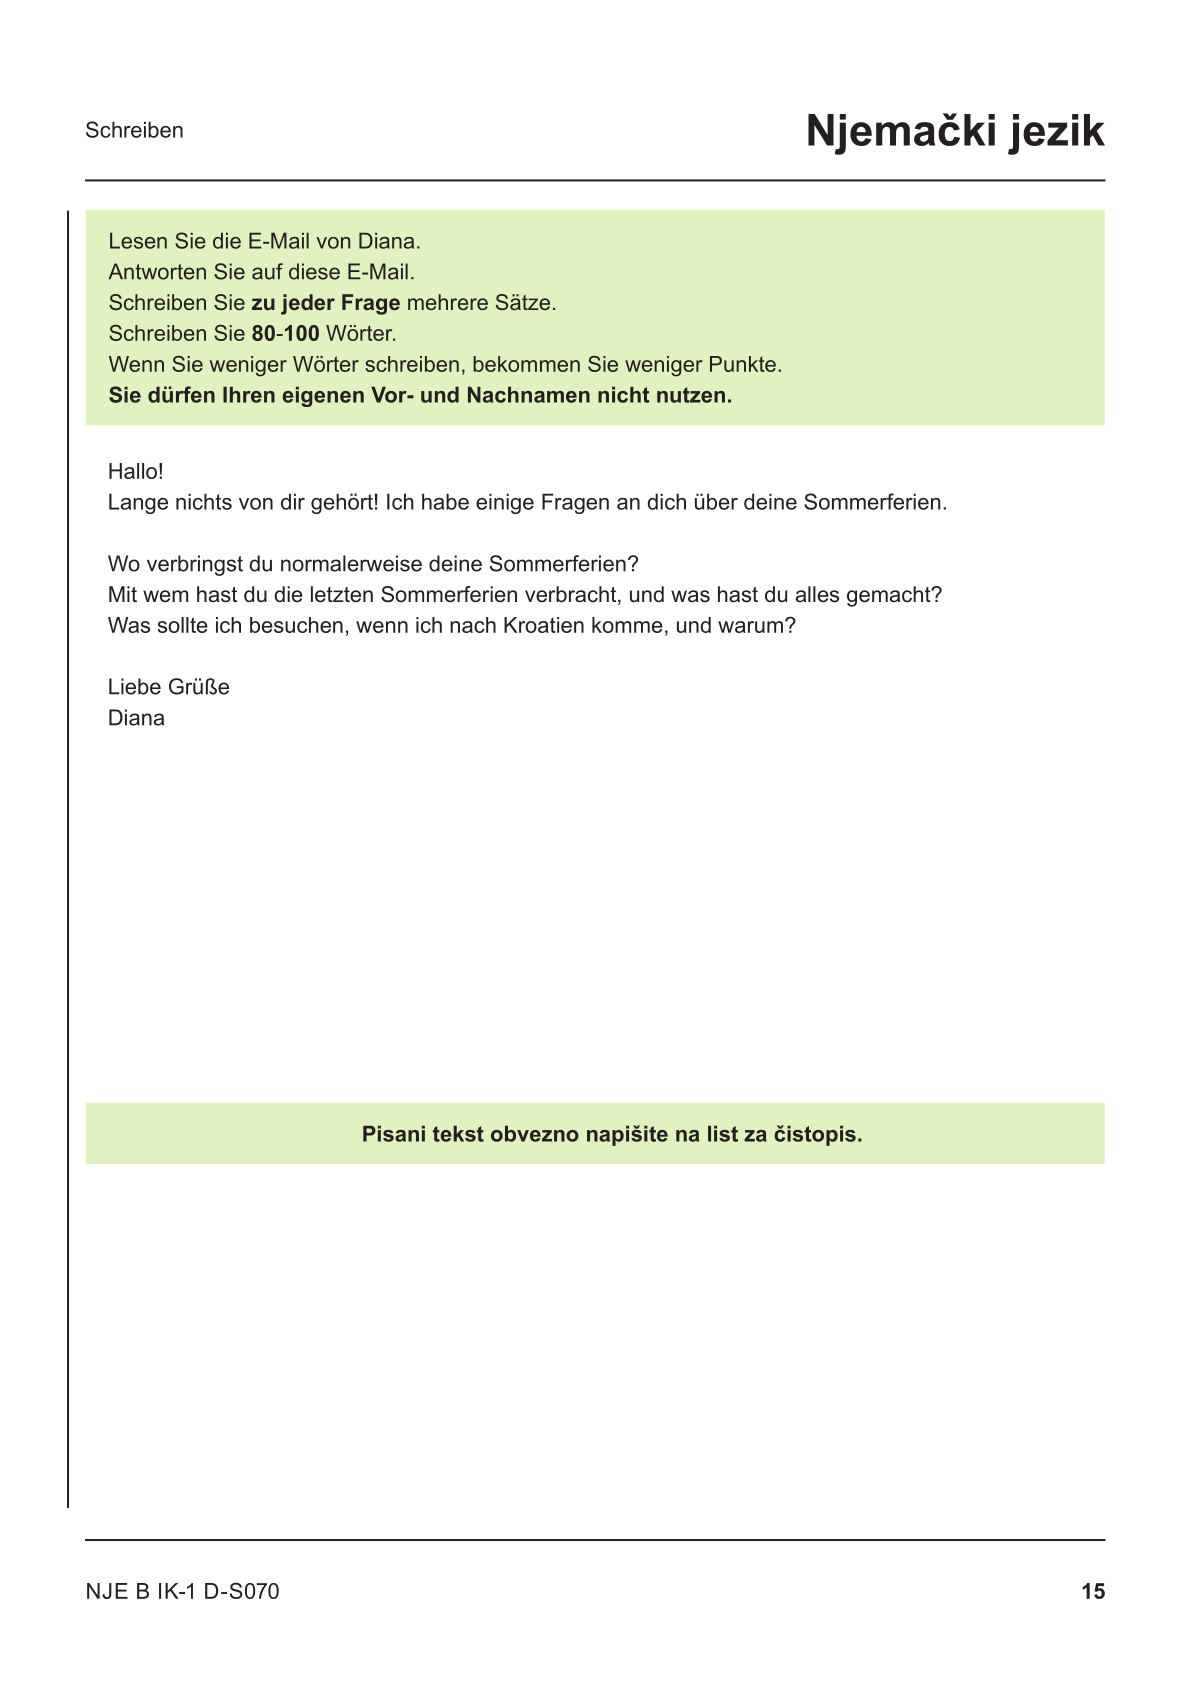 Schreiben
Njemački jezik
Lesen Sie die E-Mail von Diana.
Antworten Sie auf diese E-Mail.
Schreiben Sie zu jeder Frage mehrere Sätze.
Schreiben Sie 80-100 Wörter.
Wenn Sie weniger Wörter schreiben, bekommen Sie weniger Punkte.
Sie dürfen Ihren eigenen Vor- und Nachnamen nicht nutzen.
Hallo!
Lange nichts von dir gehört! Ich habe einige Fragen an dich über deine Sommerferien.
Wo verbringst du normalerweise deine Sommerferien?
Mit wem hast du die letzten Sommerferien verbracht, und was hast du alles gemacht?
Was sollte ich besuchen, wenn ich nach Kroatien komme, und warum?
Liebe Grüße
Diana
Pisani tekst obvezno napišite na list za čistopis.
NJE B IK-1 D-S070
15